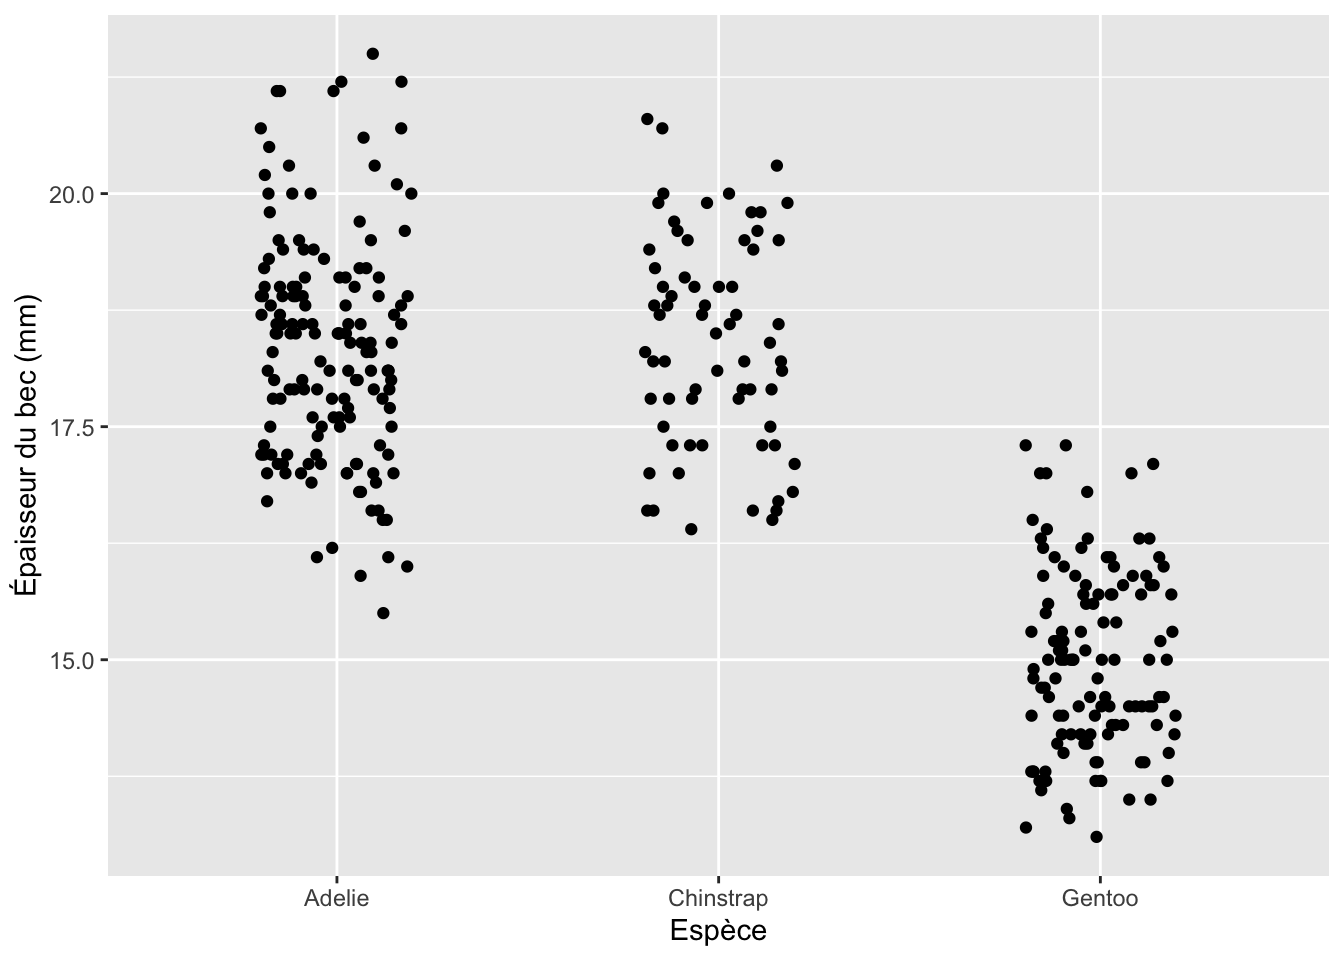 Épaisseur du bec (mm)
20.0
17.5
15.0
Adelie
Chinstrap
Gentoo
Espèce